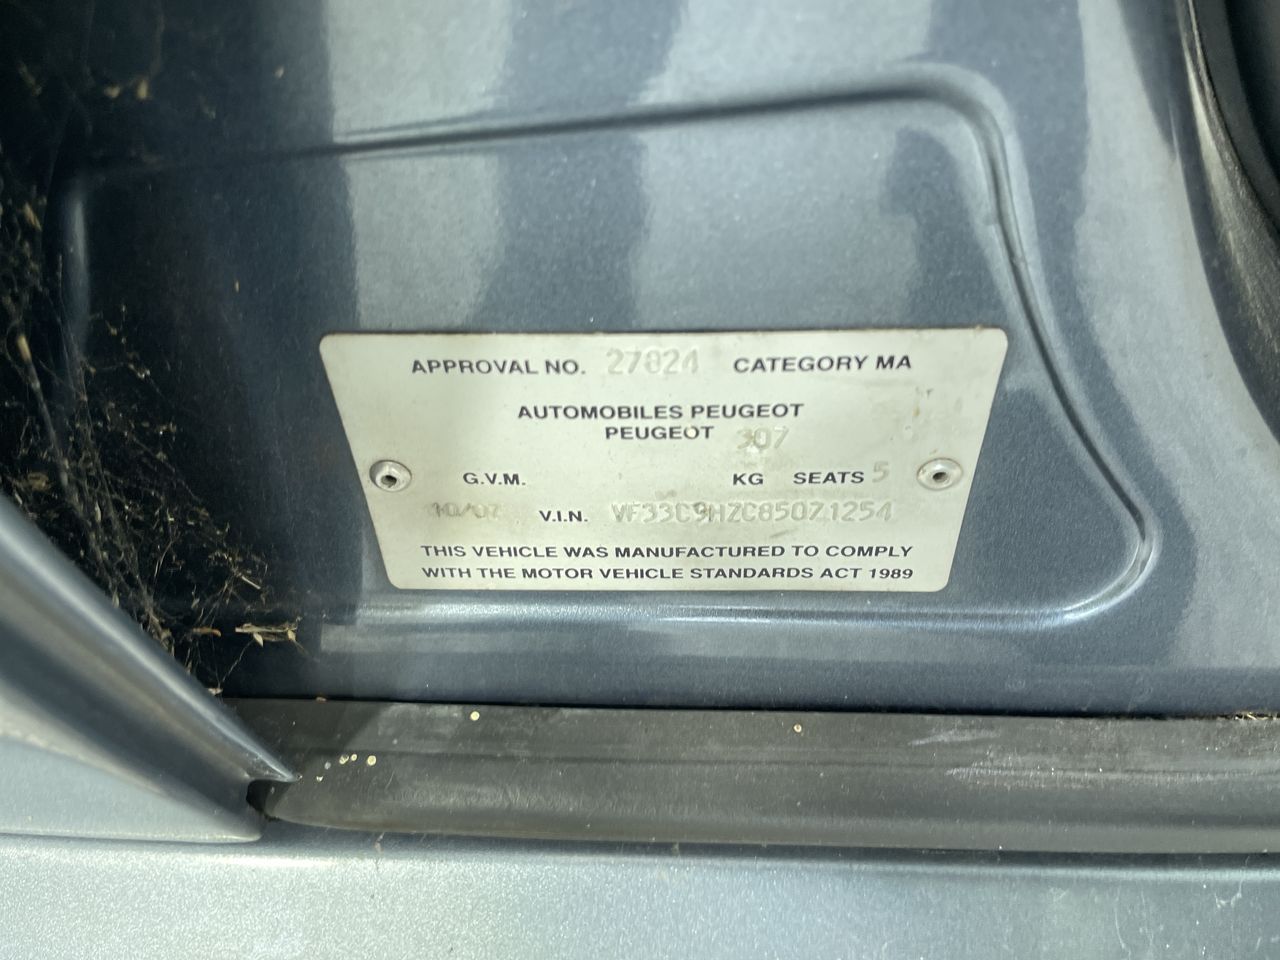 APPROVAL NO. 27824 CATEGORY MA
AUTOMOBILES PEUGEOT
PEUGEOT 307
G.V.M. KG SEATS 5
10/07 V.I.N. VF33C9HZC85071254
THIS VEHICLE WAS MANUFACTURED TO COMPLY
WITH THE MOTOR VEHICLE STANDARDS ACT 1989